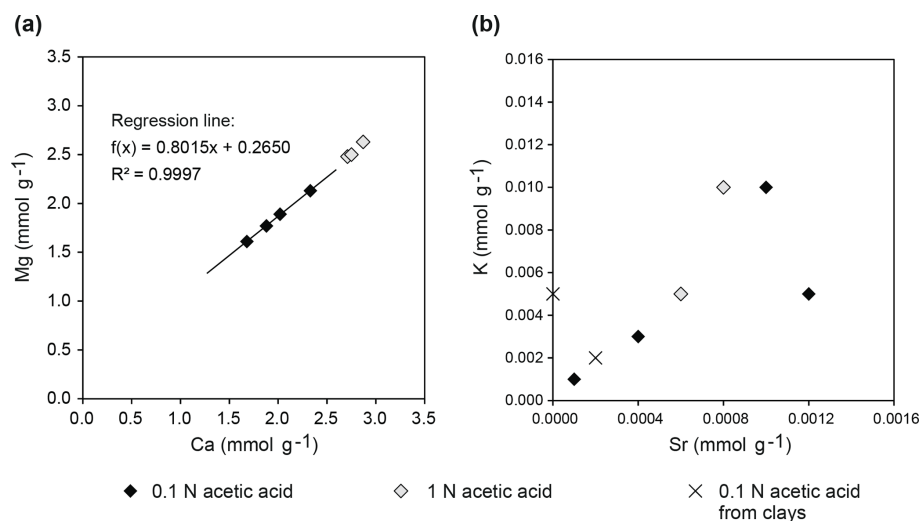 (a)
3.5
3.0
2.5
2.0
1.5
1.0
0.5
0.0
Mg (mmol g-1)
Regression line:
f(x) = 0.8015x + 0.2650
R² = 0.9997
0.0 0.5 1.0 1.5 2.0 2.5 3.0 3.5
Ca (mmol g-1)
(b)
0.016
0.014
0.012
0.010
0.008
0.006
0.004
0.002
0.000
K (mmol g-1)
0.0000 0.0004 0.0008 0.0012 0.0016
Sr (mmol g-1)
0.1 N acetic acid
1 N acetic acid
0.1 N acetic acid
from clays